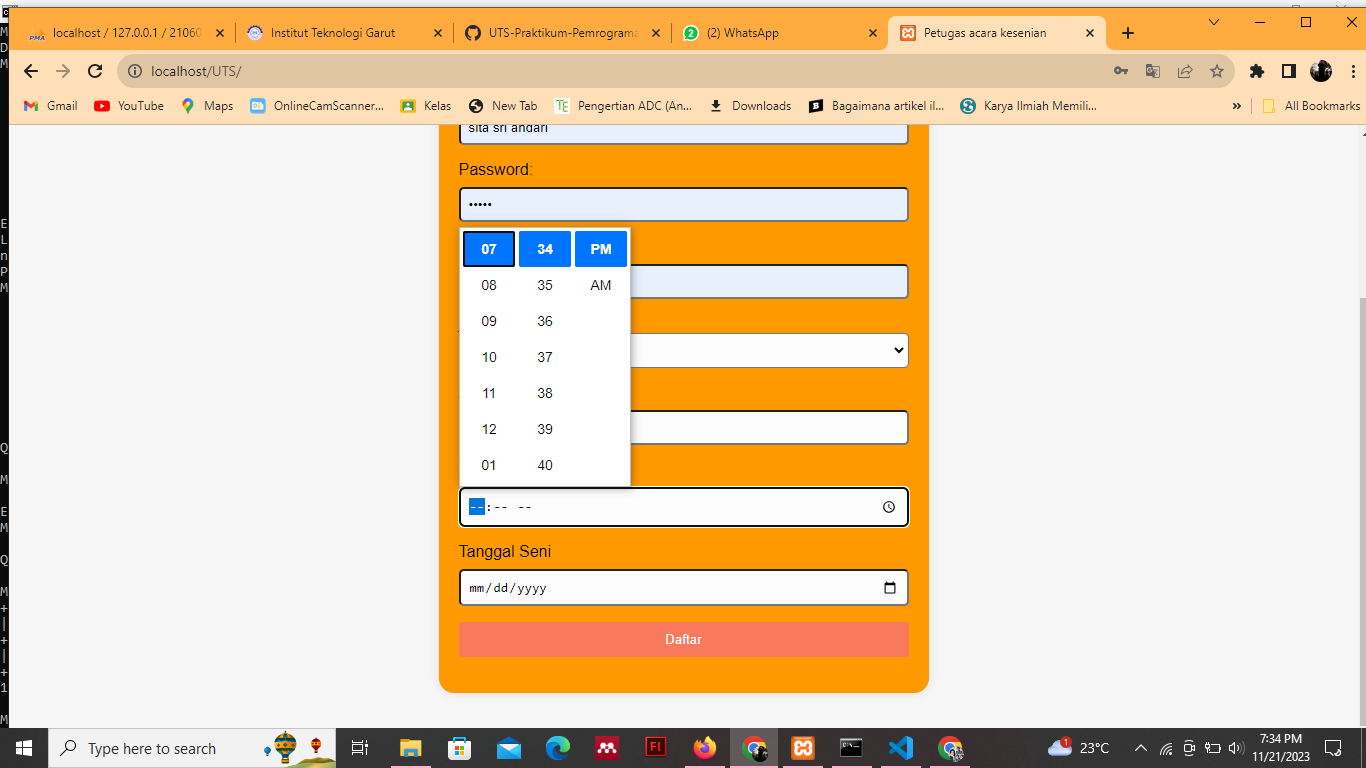 localhost / 127.0.0.1 / 21060
Institut Teknologi Garut
UTS-Praktikum-Pemrograma
(2) WhatsApp
Petugas acara kesenian
localhost/UTS/
Gmail
YouTube
Maps
OnlineCamScanner...
Kelas
New Tab
Pengertian ADC (An...
Downloads
Bagaimana artikel il...
Karya Ilmiah Memili...
»
All Bookmarks
sita sri andari
Password:
•••••
07 34 PM
08 35 AM
09 36
10 37
11 38
12 39
01 40
--:-- --
Tanggal Seni
mm/dd/yyyy
Daftar
Type here to search
1
23°C
7:34 PM
11/21/2023